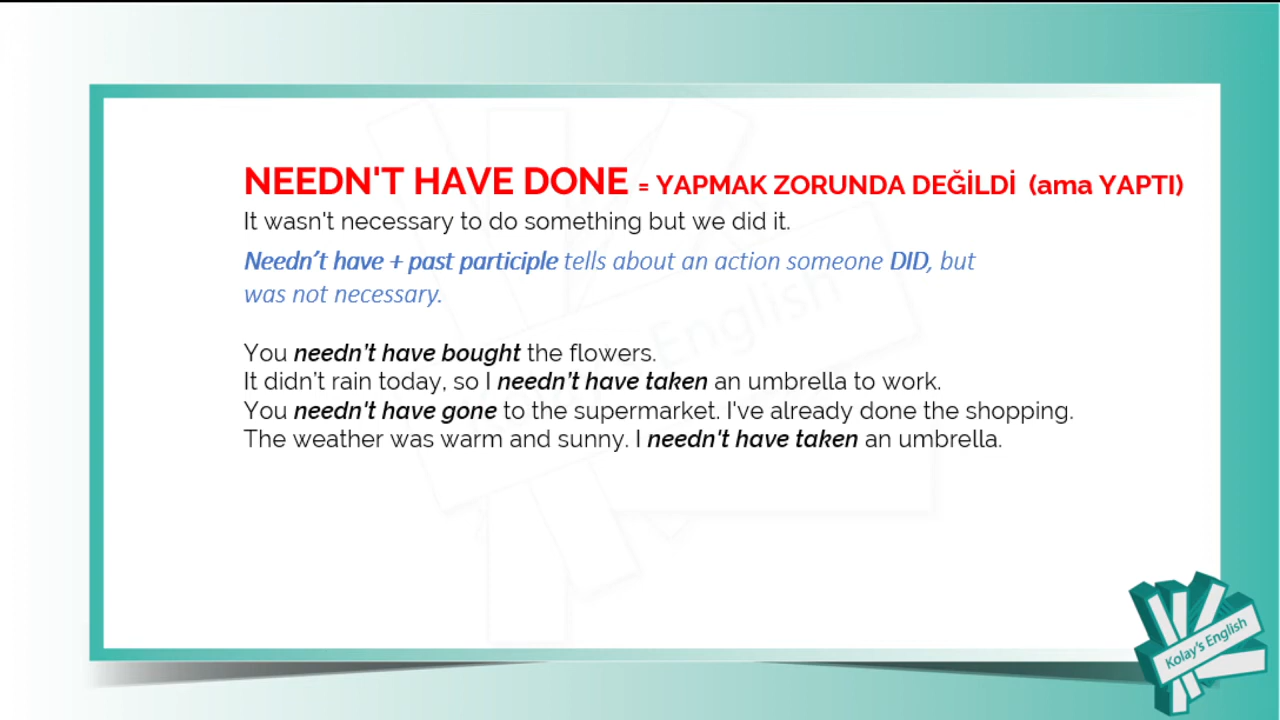 NEEDN'T HAVE DONE = YAPMAK ZORUNDA DEĞİLDİ (ama YAPTI)
It wasn't necessary to do something but we did it.
Needn’t have + past participle tells about an action someone DID, but
was not necessary.
You needn’t have bought the flowers.
It didn’t rain today, so I needn’t have taken an umbrella to work.
You needn't have gone to the supermarket. I've already done the shopping.
The weather was warm and sunny. I needn't have taken an umbrella.
Kolay's English